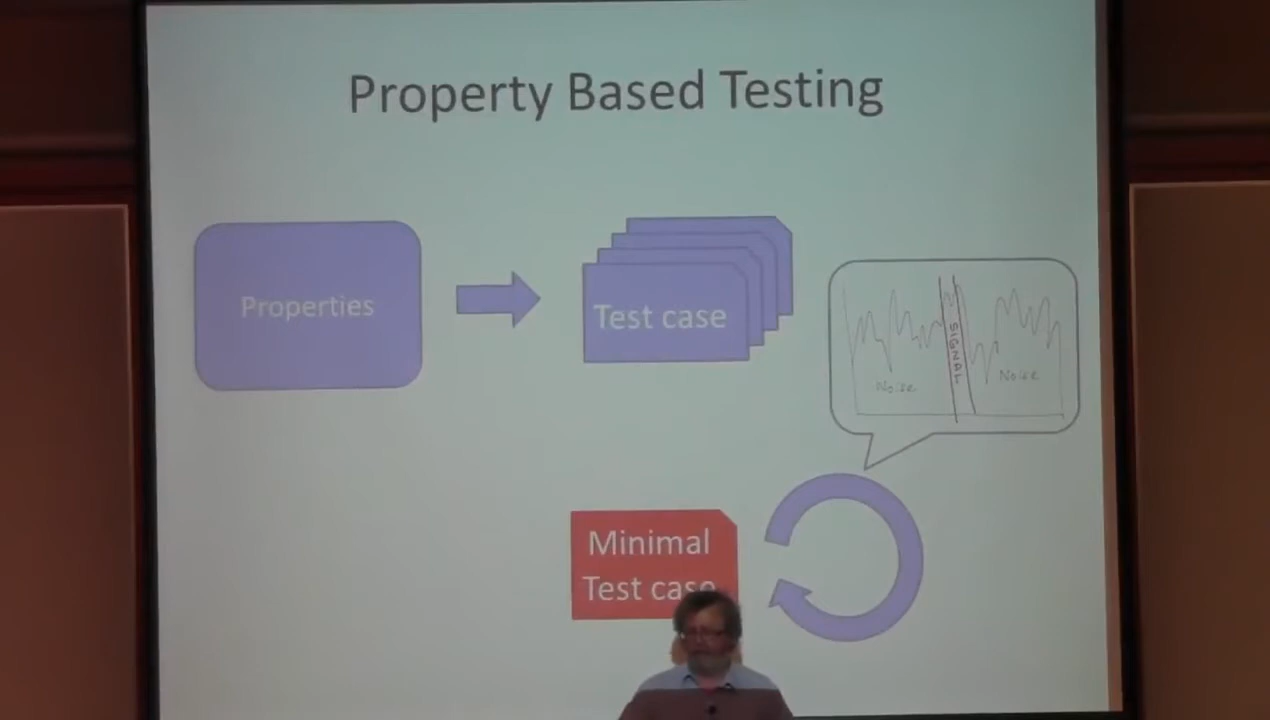 Property Based Testing
Properties
Test case
SIGNAL
Noise
Noise
Minimal
Test case